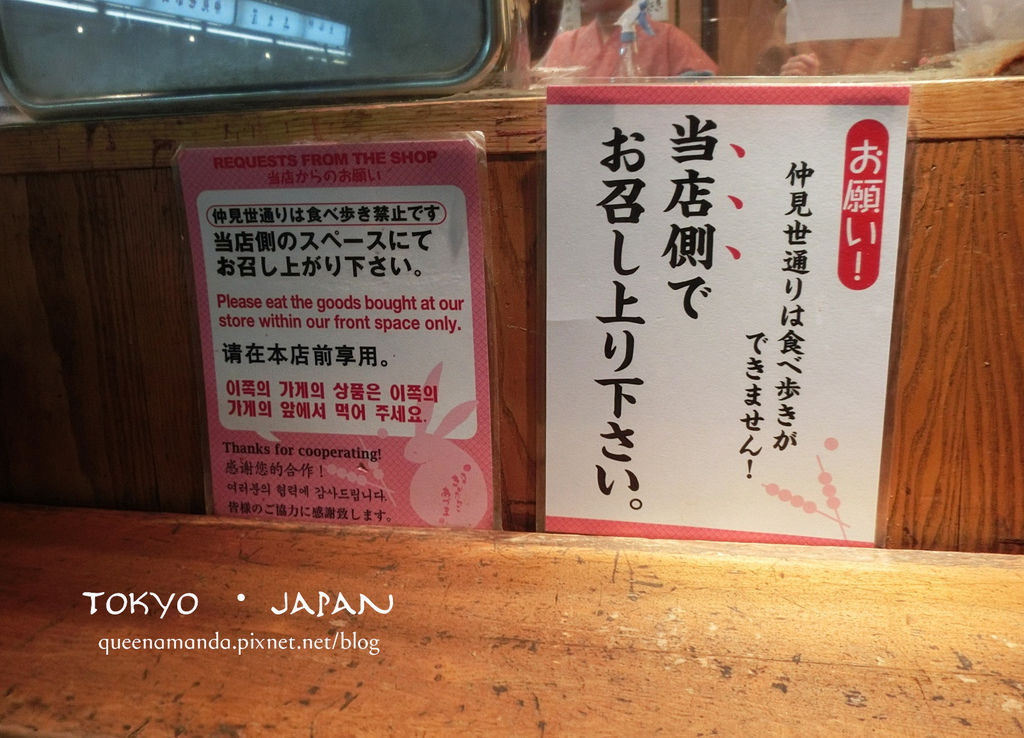 REQUESTS FROM THE SHOP
当店からのお願い
仲見世通りは食べ歩き禁止です
当店側のスペースにて
お召し上がり下さい。
Please eat the goods bought at our
store within our front space only.
请在本店前享用。
이쪽의 가게의 상품은 이쪽의
가게의 앞에서 먹어 주세요.
Thanks for cooperating!
感谢您的合作！
여러분의 협력에 감사드립니다.
皆様のご協力に感謝致します。
お願い！
仲見世通りは食べ歩きが
できません！
当店側で
お召し上り下さい。
TOKYO • JAPAN
queenamanda.pixnet.net/blog